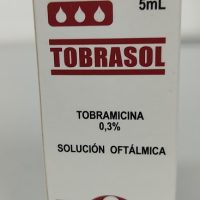 5mL
TOBRASOL
TOBRAMICINA
0,3%
SOLUCIÓN OFTÁLMICA